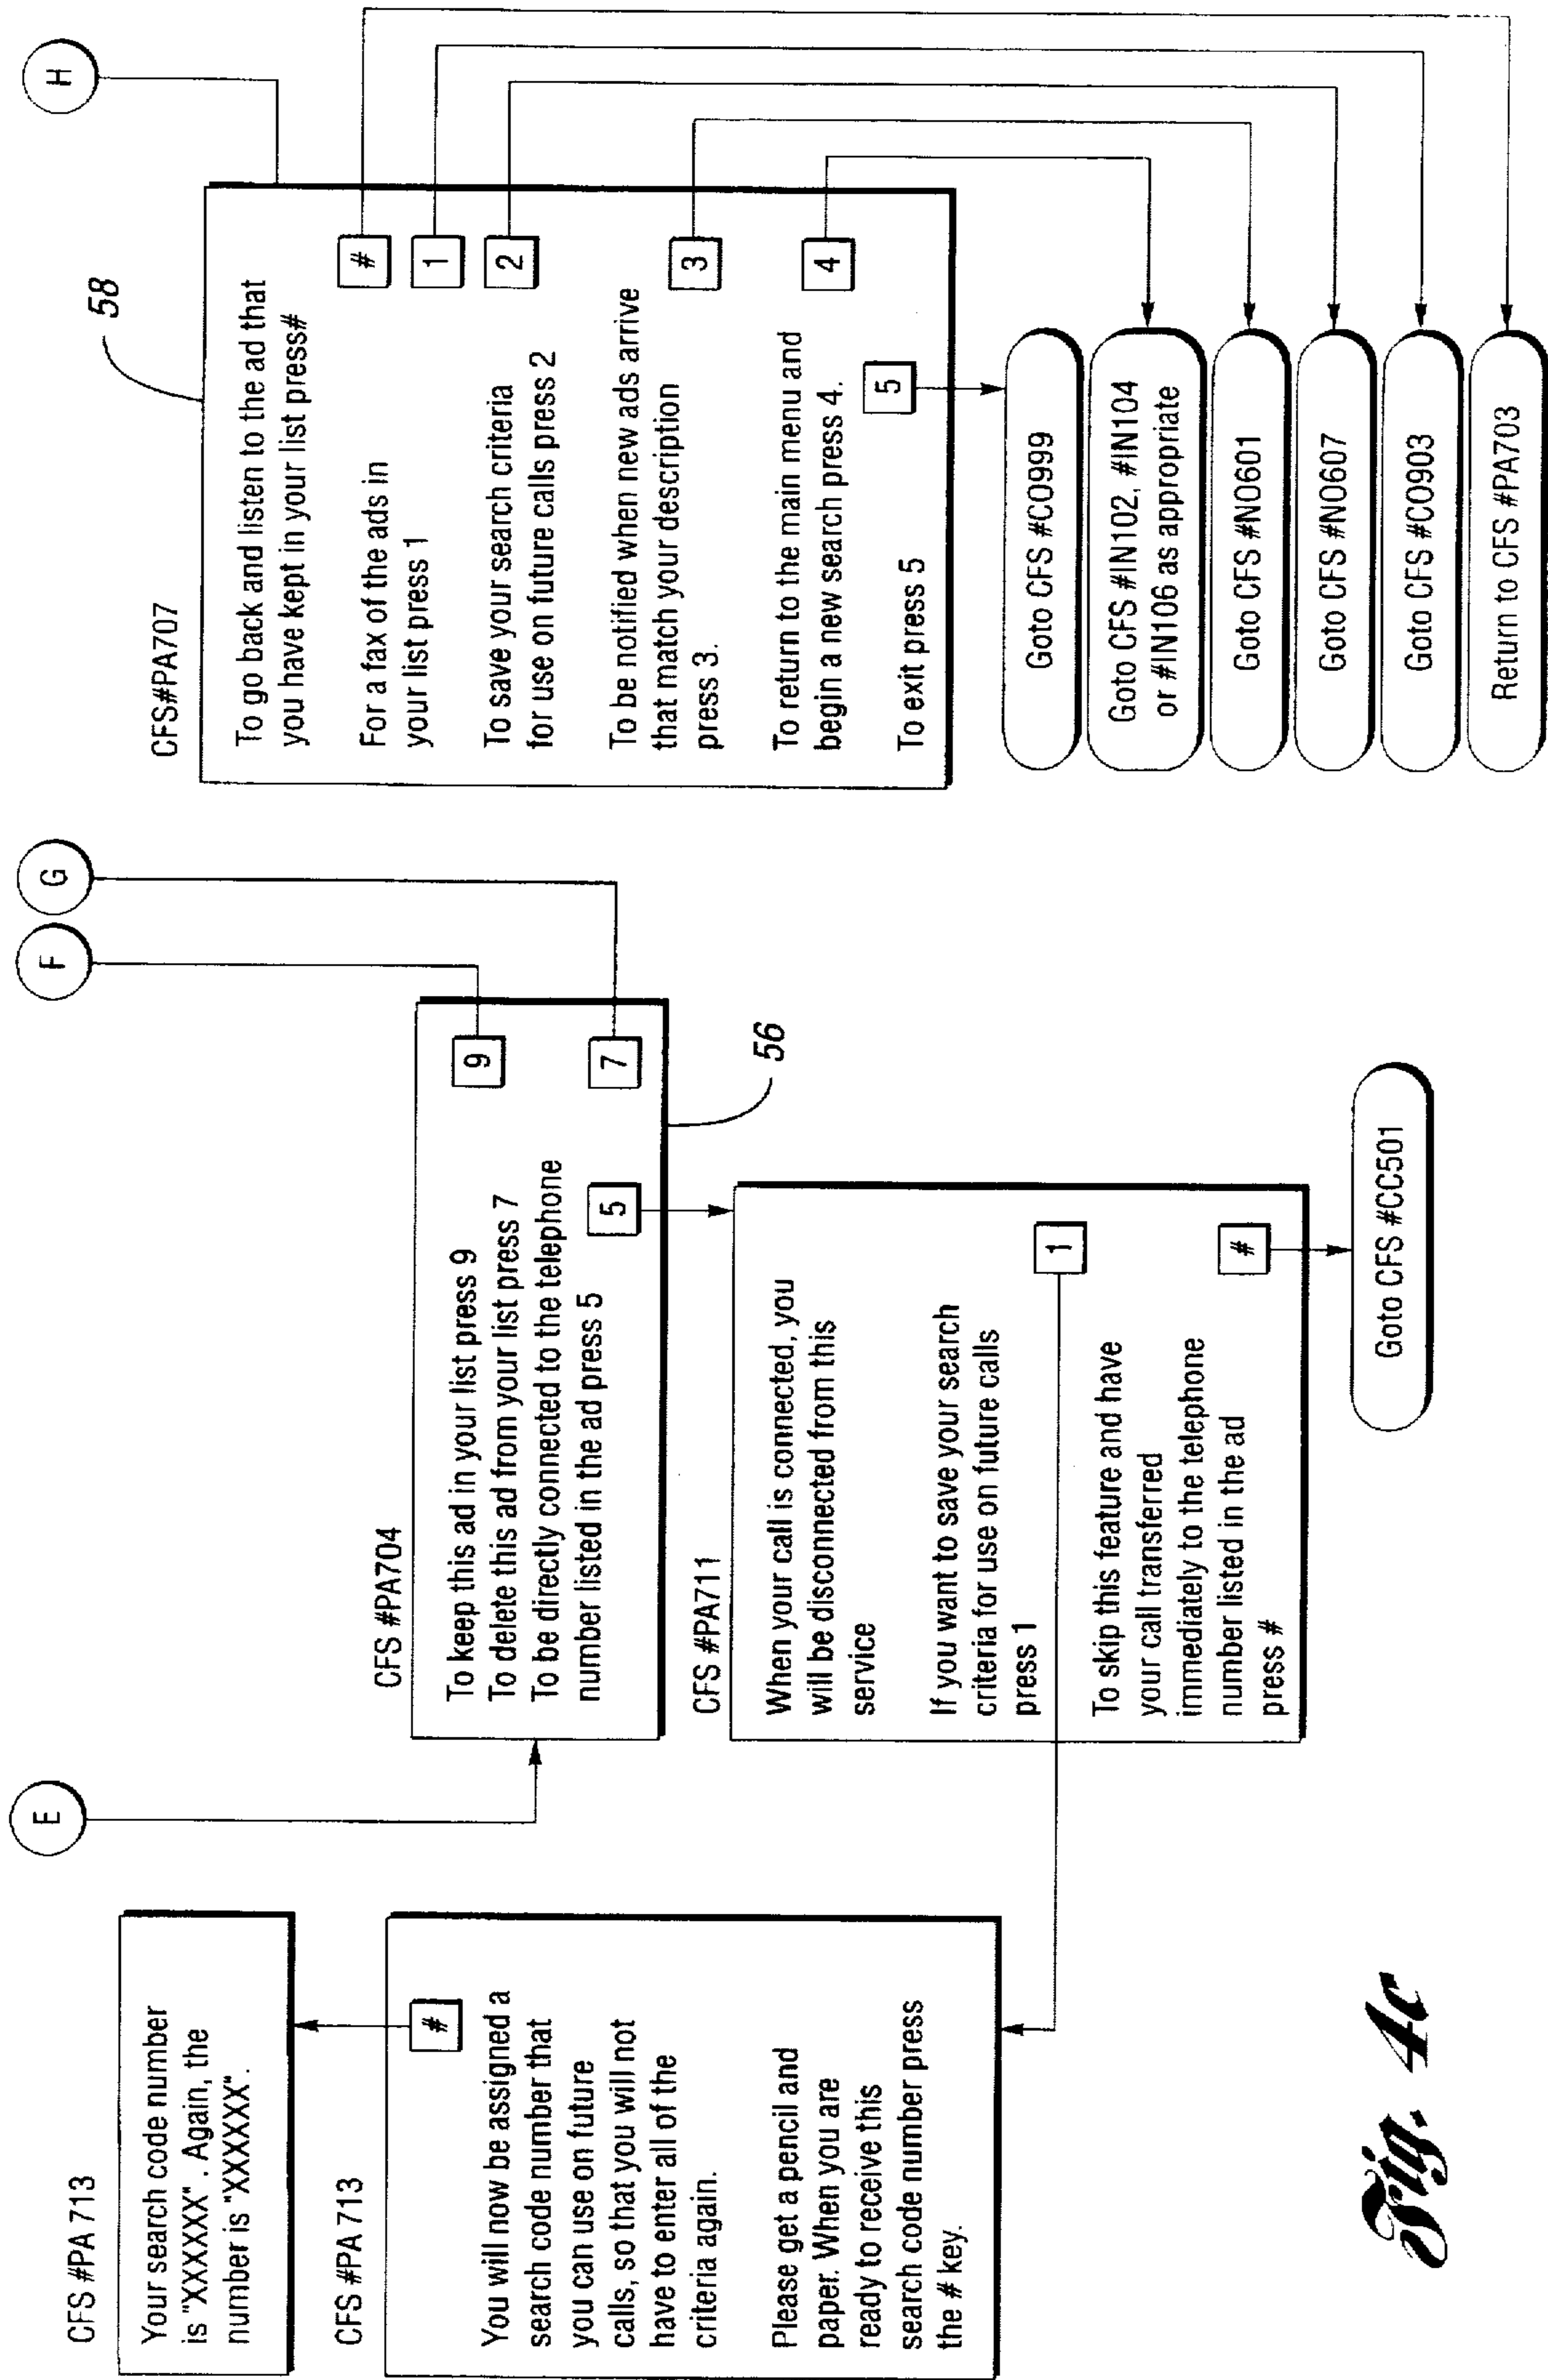 H
58
CFS#PA707
To go back and listen to the ad that
you have kept in your list press#
#
For a fax of the ads in
your list press 1
1
To save your search criteria
for use on future calls press 2
2
To be notified when new ads arrive
that match your description
press 3.
3
To return to the main menu and
begin a new search press 4.
4
To exit press 5
5
Goto CFS #CO999
Goto CFS #IN102, #IN104
or #IN106 as appropriate
Goto CFS #NO601
Goto CFS #NO607
Goto CFS #CO903
Return to CFS #PA703
G
F
E
CFS #PA704
To keep this ad in your list press 9
9
To delete this ad from your list press 7
To be directly connected to the telephone
number listed in the ad press 5
7
5
56
CFS #PA711
When your call is connected, you
will be disconnected from this
service
If you want to save your search
criteria for use on future calls
press 1
1
To skip this feature and have
your call transferred
immediately to the telephone
number listed in the ad
press #
#
Goto CFS #CC501
CFS #PA 713
Your search code number
is "XXXXXX". Again, the
number is "XXXXXX".
CFS #PA 713
#
You will now be assigned a
search code number that
you can use on future
calls, so that you will not
have to enter all of the
criteria again.
Please get a pencil and
paper. When you are
ready to receive this
search code number press
the # key.
Fig. 4c